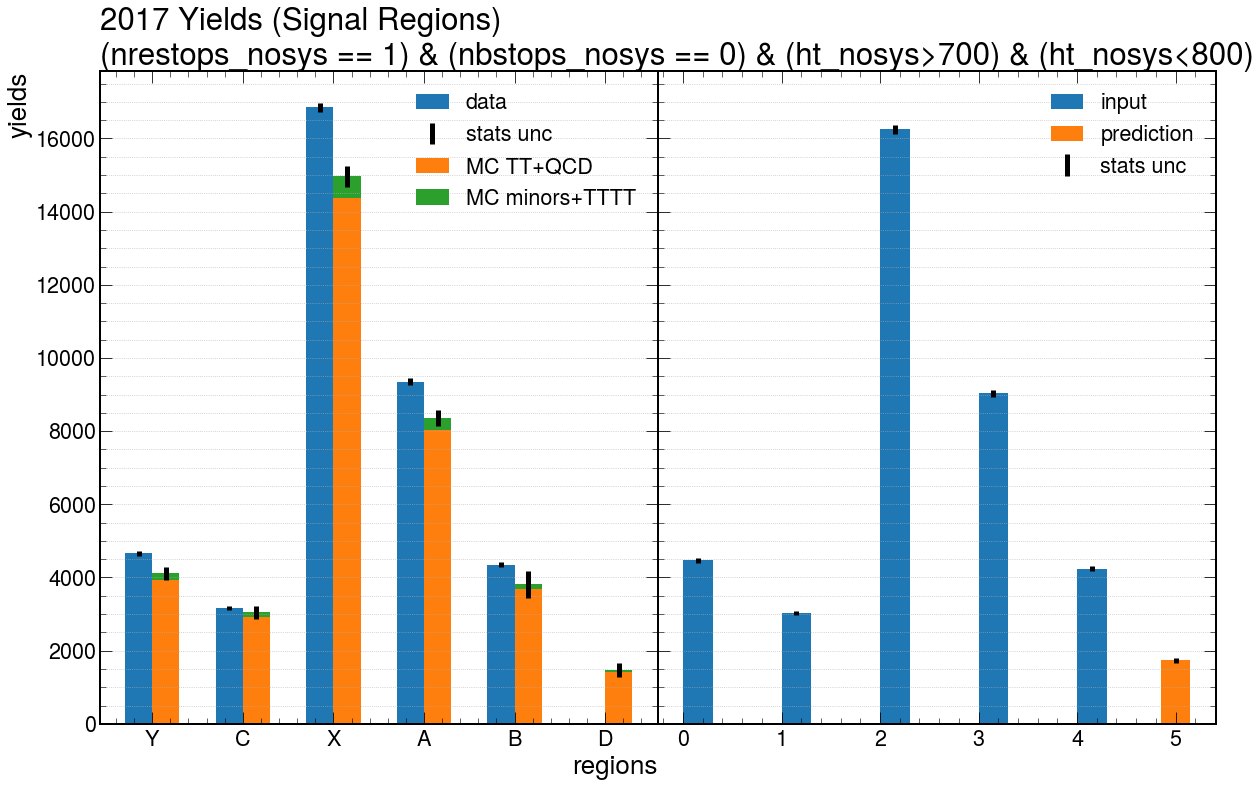 2017 Yields (Signal Regions)
(nrestops_nosys == 1) & (nbstops_nosys == 0) & (ht_nosys>700) & (ht_nosys<800)
yields
16000
14000
12000
10000
8000
6000
4000
2000
0
data
stats unc
MC TT+QCD
MC minors+TTTT
input
prediction
stats unc
Y C X A B D
0 1 2 3 4 5
regions